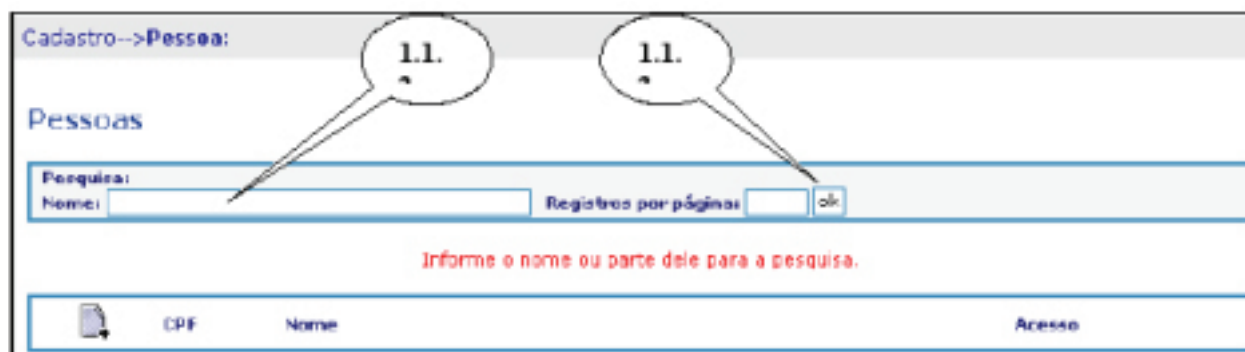 Cadastro-->Pessoa:
1.1.
1.1.
Pessoas
Pesquisa:
Nome: Registros por página: ok
Informe o nome ou parte dele para a pesquisa.
CPF Nome Acesso